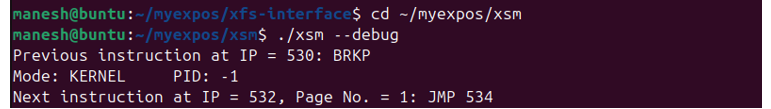 manesh@buntu:~/myexpos/xfs-interface$ cd ~/myexpos/xsm
manesh@buntu:~/myexpos/xsm$ ./xsm --debug
Previous instruction at IP = 530: BRKP
Mode: KERNEL     PID: -1
Next instruction at IP = 532, Page No. = 1: JMP 534